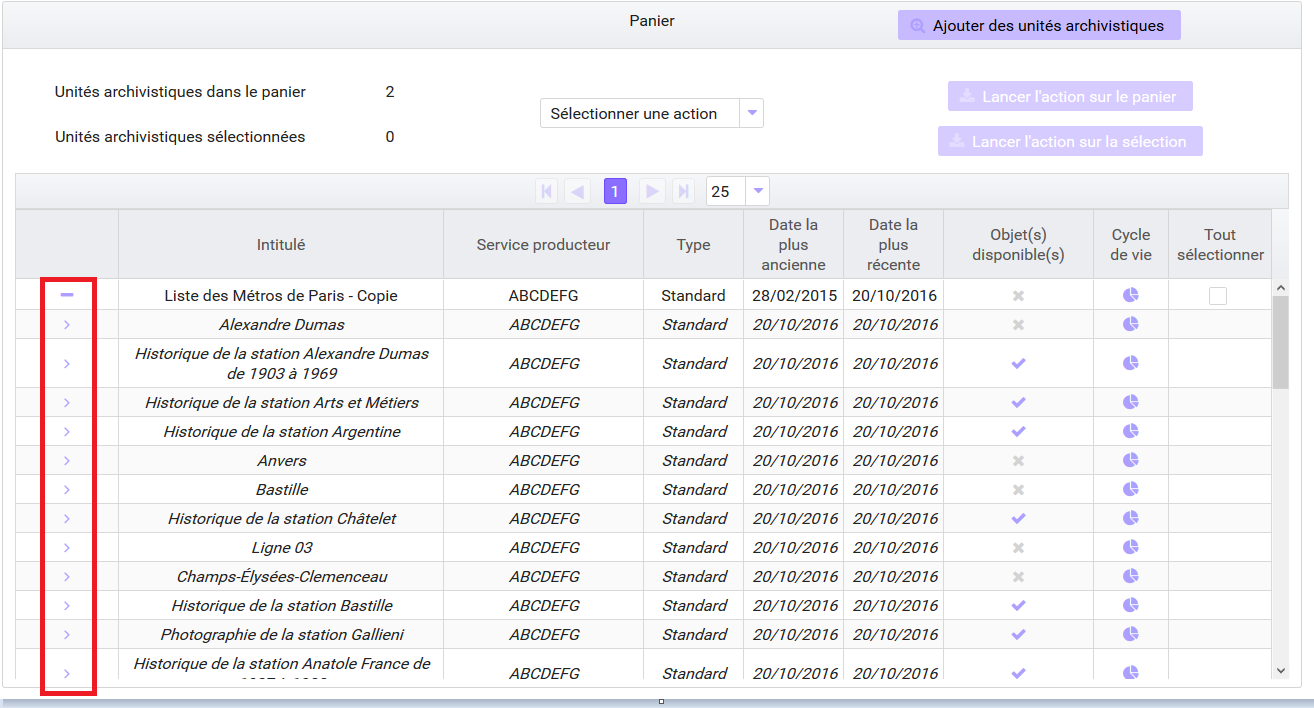 Panier
Ajouter des unités archivistiques
Unités archivistiques dans le panier 2
Sélectionner une action
Lancer l'action sur le panier
Unités archivistiques sélectionnées 0
Lancer l'action sur la sélection
1 25
Intitulé Service producteur Type Date la plus ancienne Date la plus récente Objet(s) disponible(s) Cycle de vie Tout sélectionner
Liste des Métros de Paris - Copie ABCDEFG Standard 28/02/2015 20/10/2016
Alexandre Dumas ABCDEFG Standard 20/10/2016 20/10/2016
Historique de la station Alexandre Dumas de 1903 à 1969 ABCDEFG Standard 20/10/2016 20/10/2016
Historique de la station Arts et Métiers ABCDEFG Standard 20/10/2016 20/10/2016
Historique de la station Argentine ABCDEFG Standard 20/10/2016 20/10/2016
Anvers ABCDEFG Standard 20/10/2016 20/10/2016
Bastille ABCDEFG Standard 20/10/2016 20/10/2016
Historique de la station Châtelet ABCDEFG Standard 20/10/2016 20/10/2016
Ligne 03 ABCDEFG Standard 20/10/2016 20/10/2016
Champs-Élysées-Clemenceau ABCDEFG Standard 20/10/2016 20/10/2016
Historique de la station Bastille ABCDEFG Standard 20/10/2016 20/10/2016
Photographie de la station Gallieni ABCDEFG Standard 20/10/2016 20/10/2016
Historique de la station Anatole France de ABCDEFG Standard 20/10/2016 20/10/2016